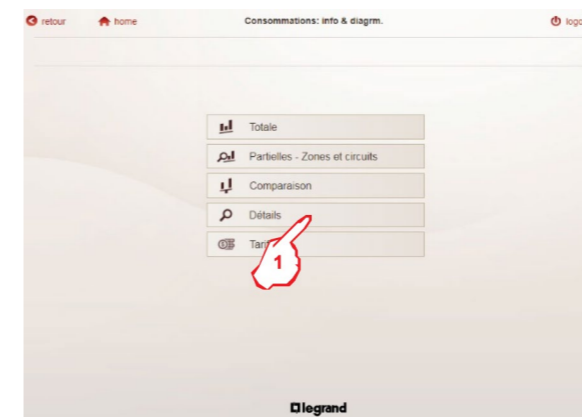 retour home Consommations: info & diagrm.
Totale
Partielles - Zones et circuits
Comparaison
Détails
1
legrand